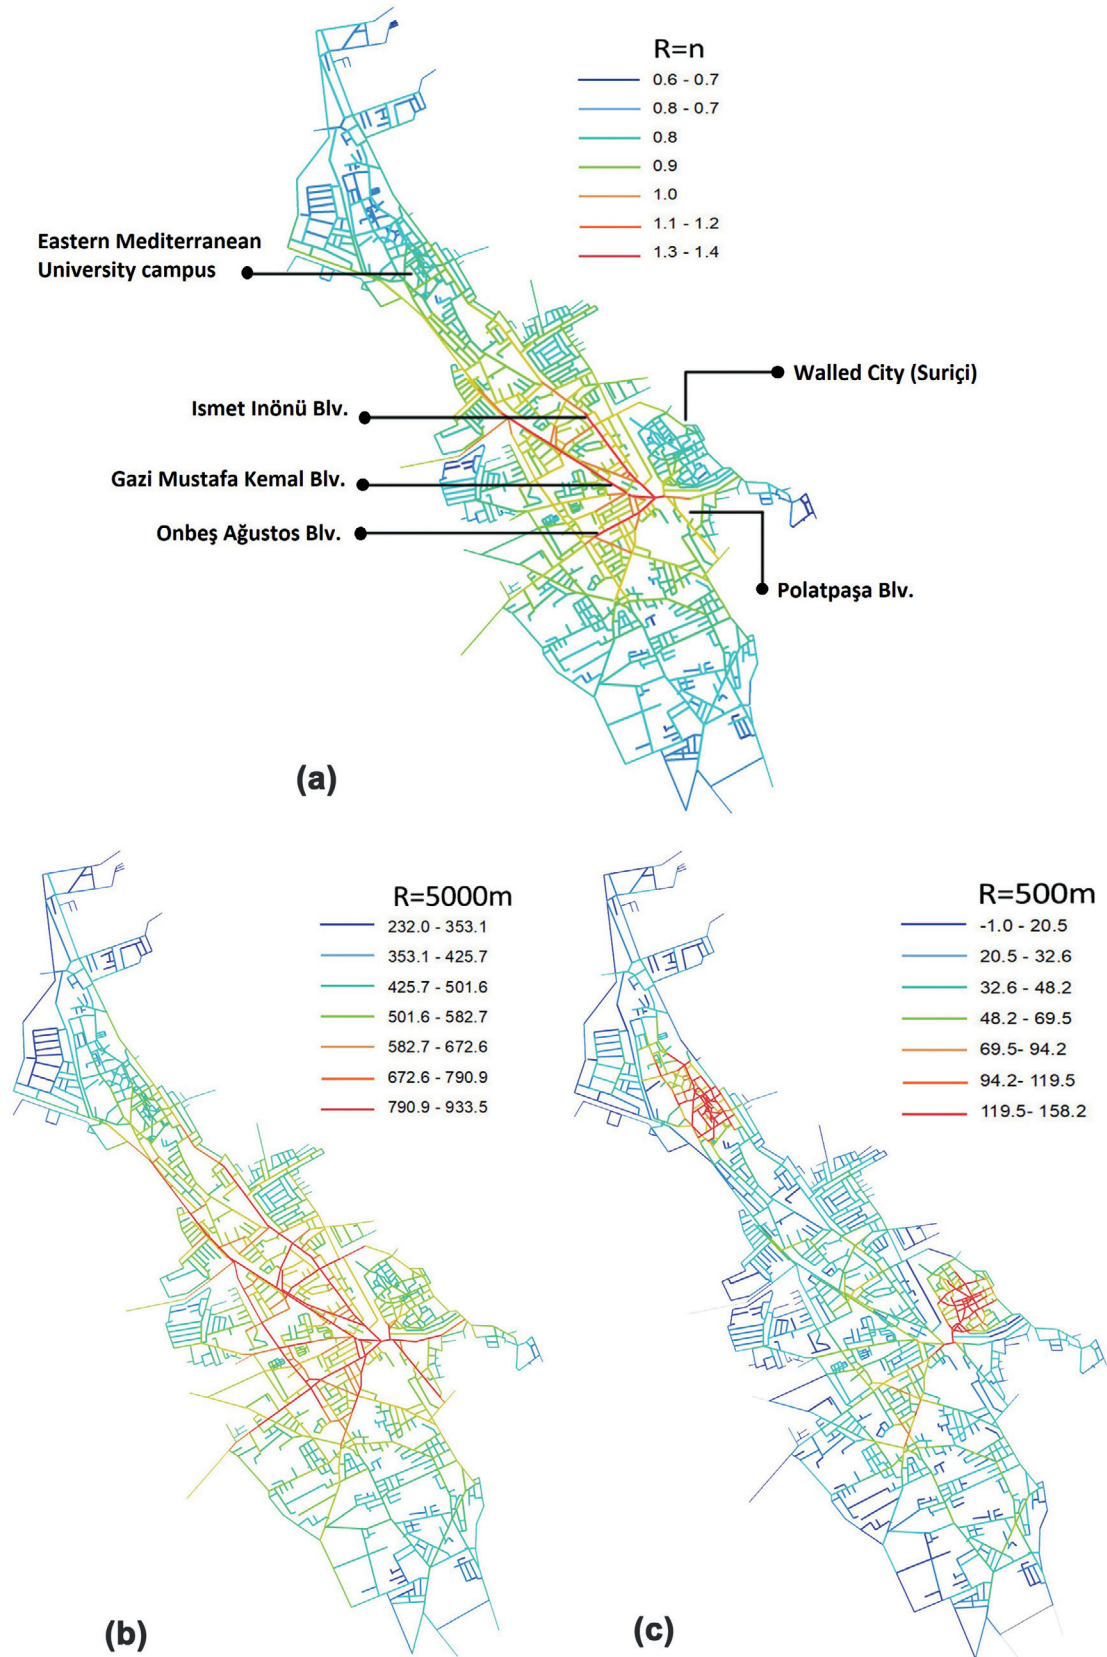 R=n
0.6 - 0.7
0.8 - 0.7
0.8
0.9
1.0
1.1 - 1.2
1.3 - 1.4
Eastern Mediterranean
University campus
Walled City (Suriçi)
Ismet Inönü Blv.
Gazi Mustafa Kemal Blv.
Onbeş Ağustos Blv.
Polatpaşa Blv.
(a)
R=5000m
232.0 - 353.1
353.1 - 425.7
425.7 - 501.6
501.6 - 582.7
582.7 - 672.6
672.6 - 790.9
790.9 - 933.5
(b)
R=500m
-1.0 - 20.5
20.5 - 32.6
32.6 - 48.2
48.2 - 69.5
69.5- 94.2
94.2- 119.5
119.5- 158.2
(c)